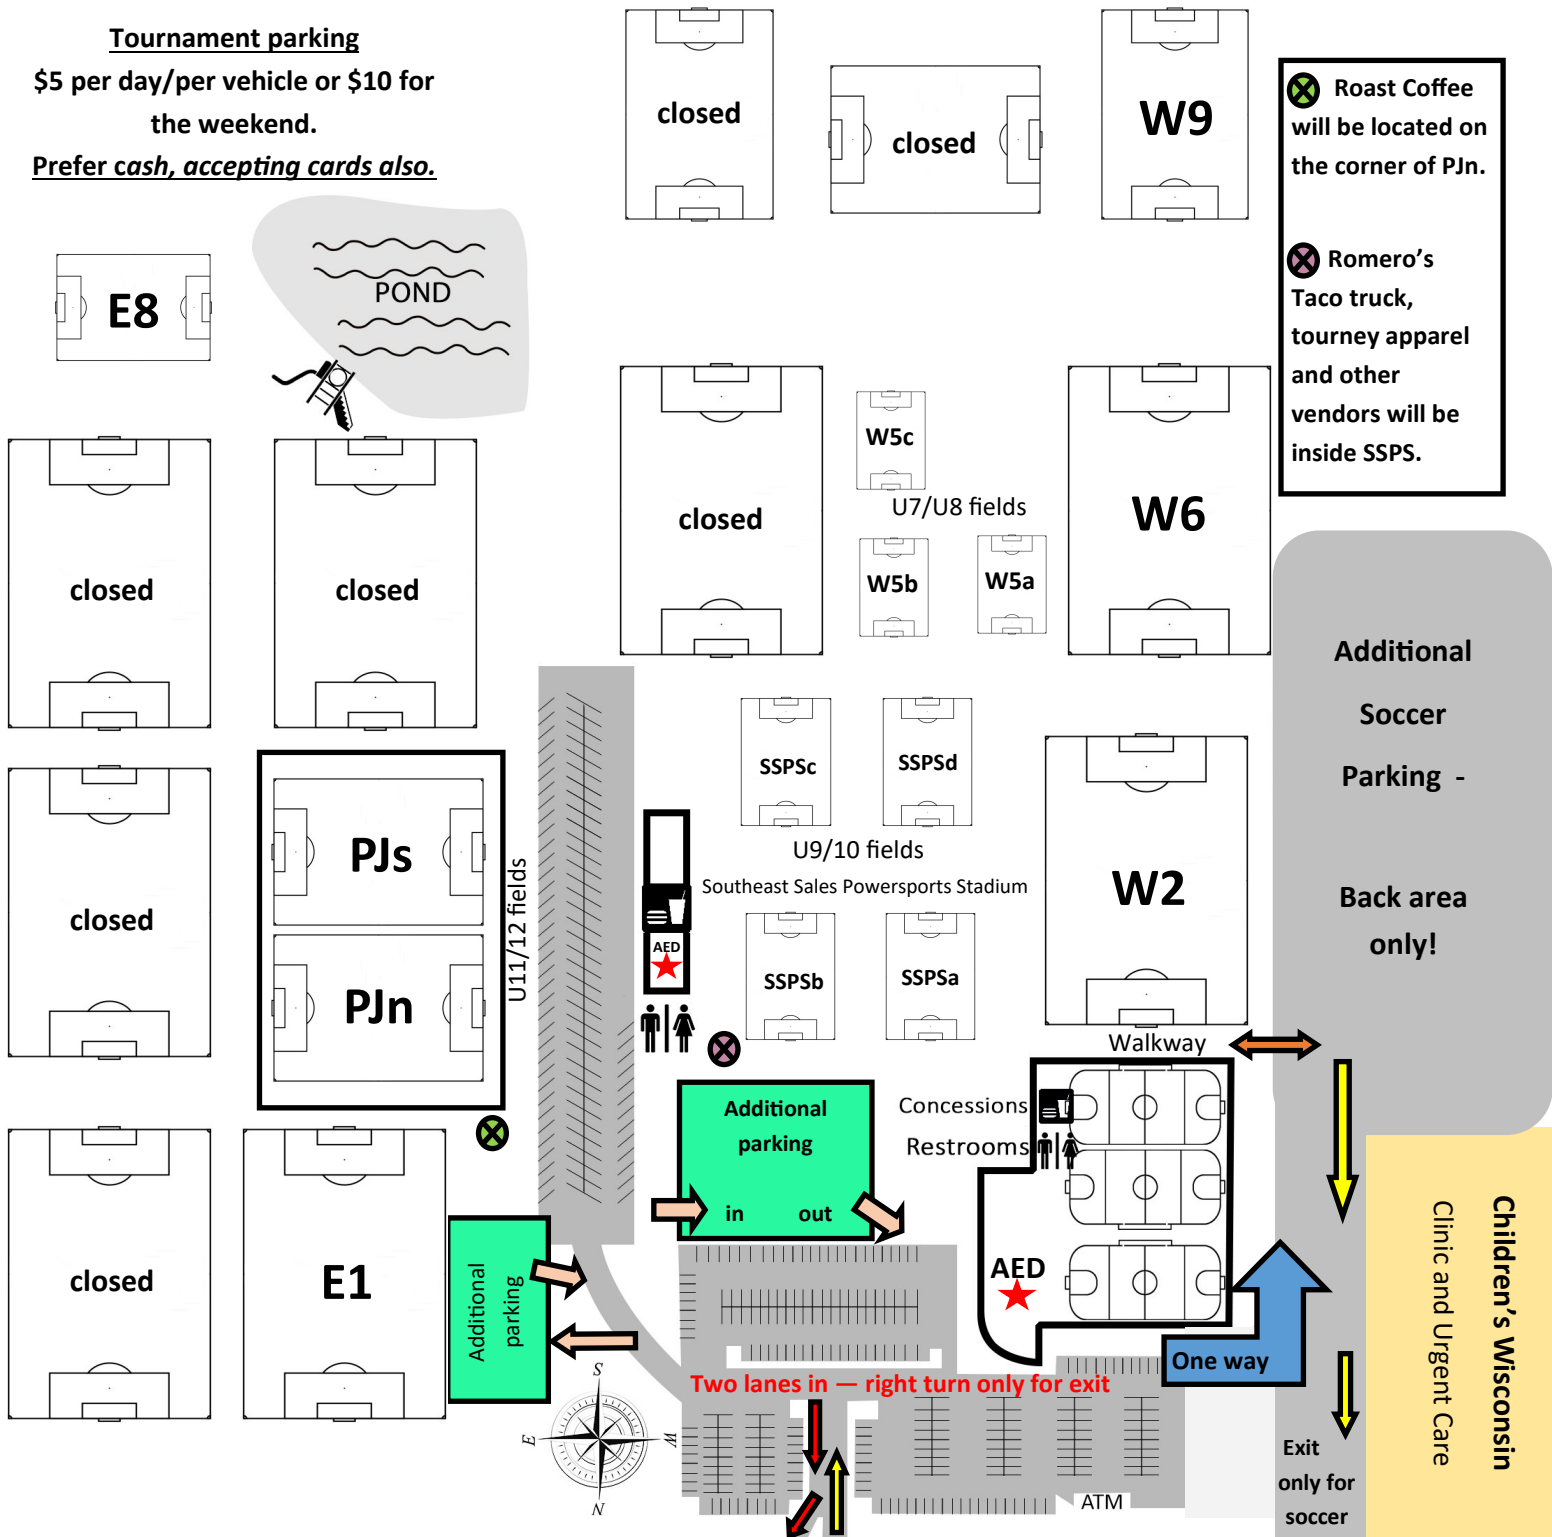 Tournament parking
$5 per day/per vehicle or $10 for
the weekend.
Prefer cash, accepting cards also.
closed
closed
W9
Roast Coffee
will be located on
the corner of PJn.
Romero's
Taco truck,
tourney apparel
and other
vendors will be
inside SSPS.
E8
POND
closed
closed
closed
W5c
U7/U8 fields
W5b
W5a
W6
Additional
Soccer
Parking -
Back area
only!
closed
PJs
PJn
U11/12 fields
SSPSc
SSPSd
U9/10 fields
Southeast Sales Powersports Stadium
AED
SSPSb
SSPSa
W2
Walkway
Additional
parking
in out
Concessions
Restrooms
AED
closed
E1
Additional
parking
One way
Two lanes in — right turn only for exit
S
E
W
N
ATM
Exit
only for
soccer
Children's Wisconsin
Clinic and Urgent Care